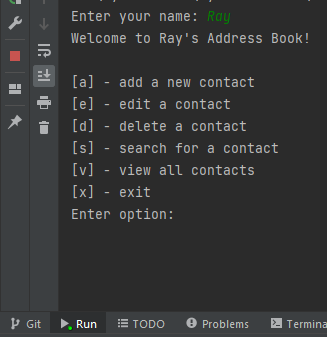 Enter your name: Ray
Welcome to Ray's Address Book!
[a] - add a new contact
[e] - edit a contact
[d] - delete a contact
[s] - search for a contact
[v] - view all contacts
[x] - exit
Enter option:
Git Run TODO Problems Termina